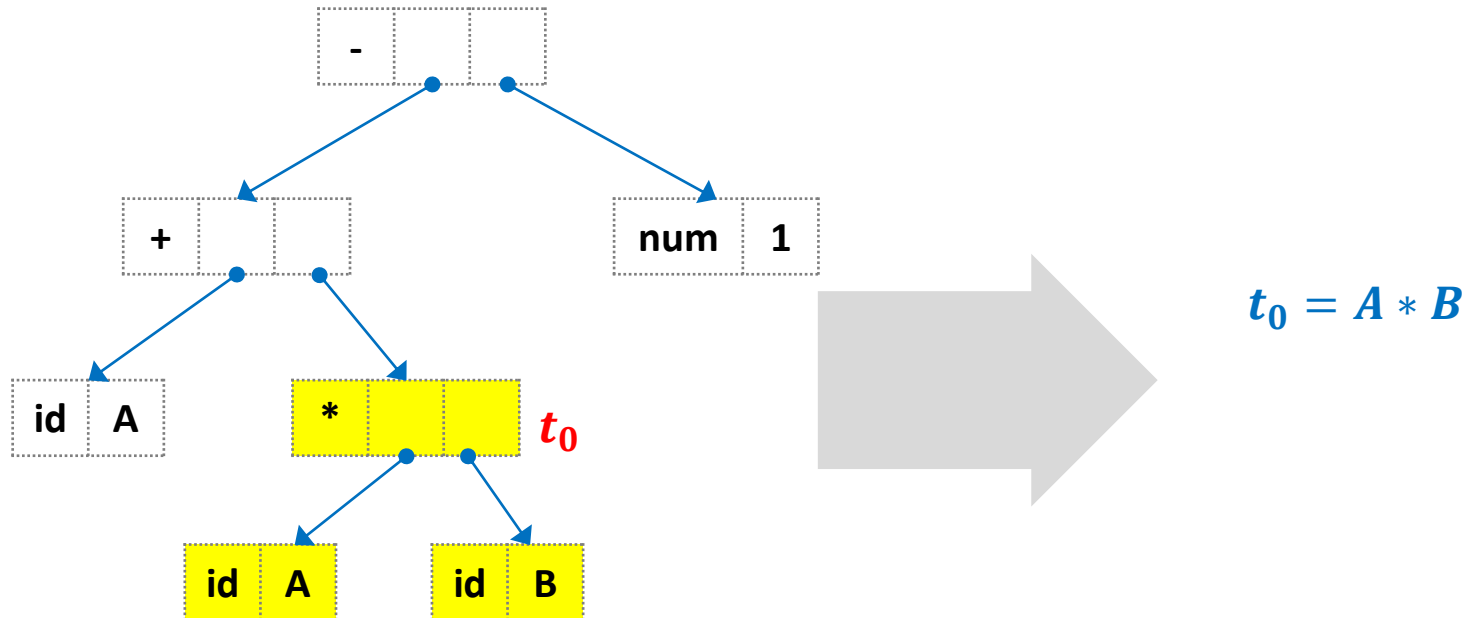 -
+
num 1
t₀ = A * B
id A
*
t₀
id A
id B